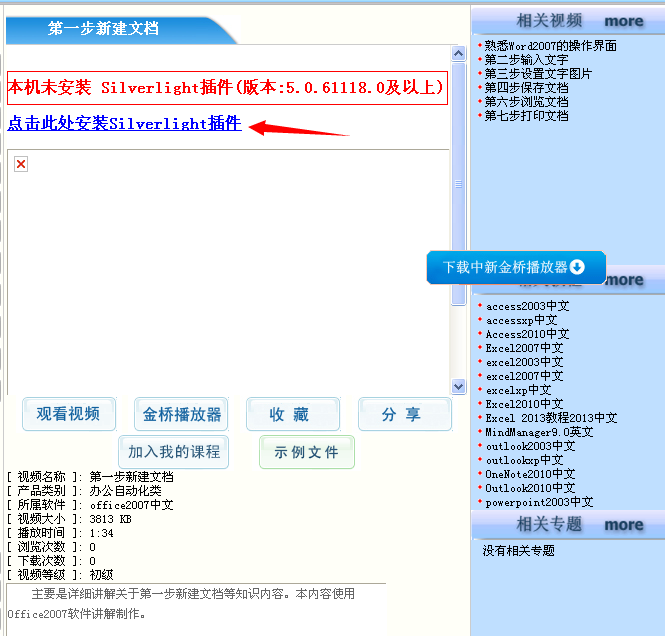 第一步新建文档
本机未安装 Silverlight插件(版本:5.0.61118.0及以上)
点击此处安装Silverlight插件
观看视频
金桥播放器
收 藏
分 享
加入我的课程
示例文件
[ 视频名称 ]: 第一步新建文档
[ 产品类别 ]: 办公自动化类
[ 所属软件 ]: office2007中文
[ 视频大小 ]: 3813 KB
[ 播放时间 ]: 1:34
[ 浏览次数 ]: 0
[ 下载次数 ]: 0
[ 视频等级 ]: 初级
主要是详细讲解关于第一步新建文档等知识内容。本内容使用
Office2007软件讲解制作。
相关视频 more
熟悉Word2007的操作界面
第二步输入文字
第三步设置文字图片
第四步保存文档
第六步浏览文档
第七步打印文档
下载中新金桥播放器
more
access2003中文
accessxp中文
Access2010中文
Excel2007中文
excel2003中文
excel2007中文
excelxp中文
Excel2010中文
Excel 2013教程2013中文
MindManager9.0英文
outlook2003中文
outlookxp中文
OneNote2010中文
Outlook2010中文
powerpoint2003中文
相关专题 more
没有相关专题